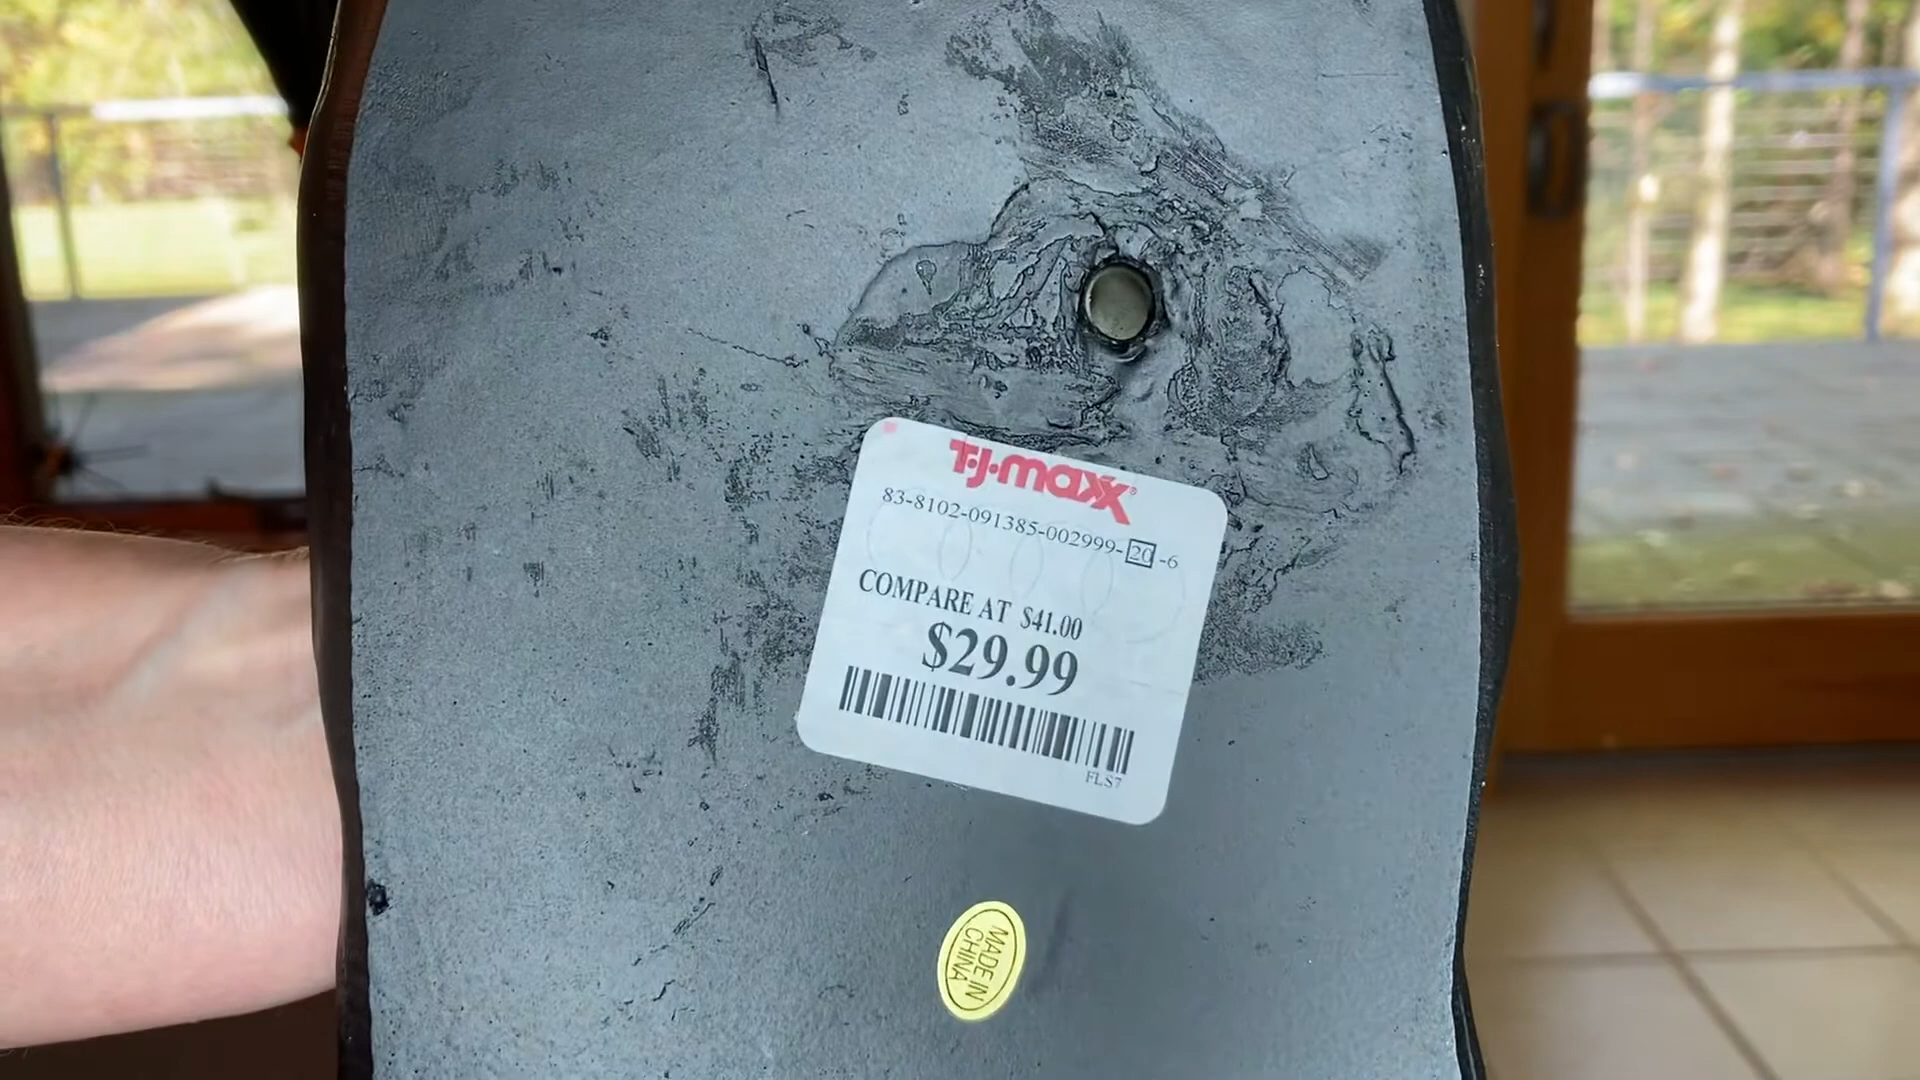 T·J·maxx®
83-8102-091385-002999-20-6
COMPARE AT $41.00
$29.99
FLS7
MADE IN
CHINA